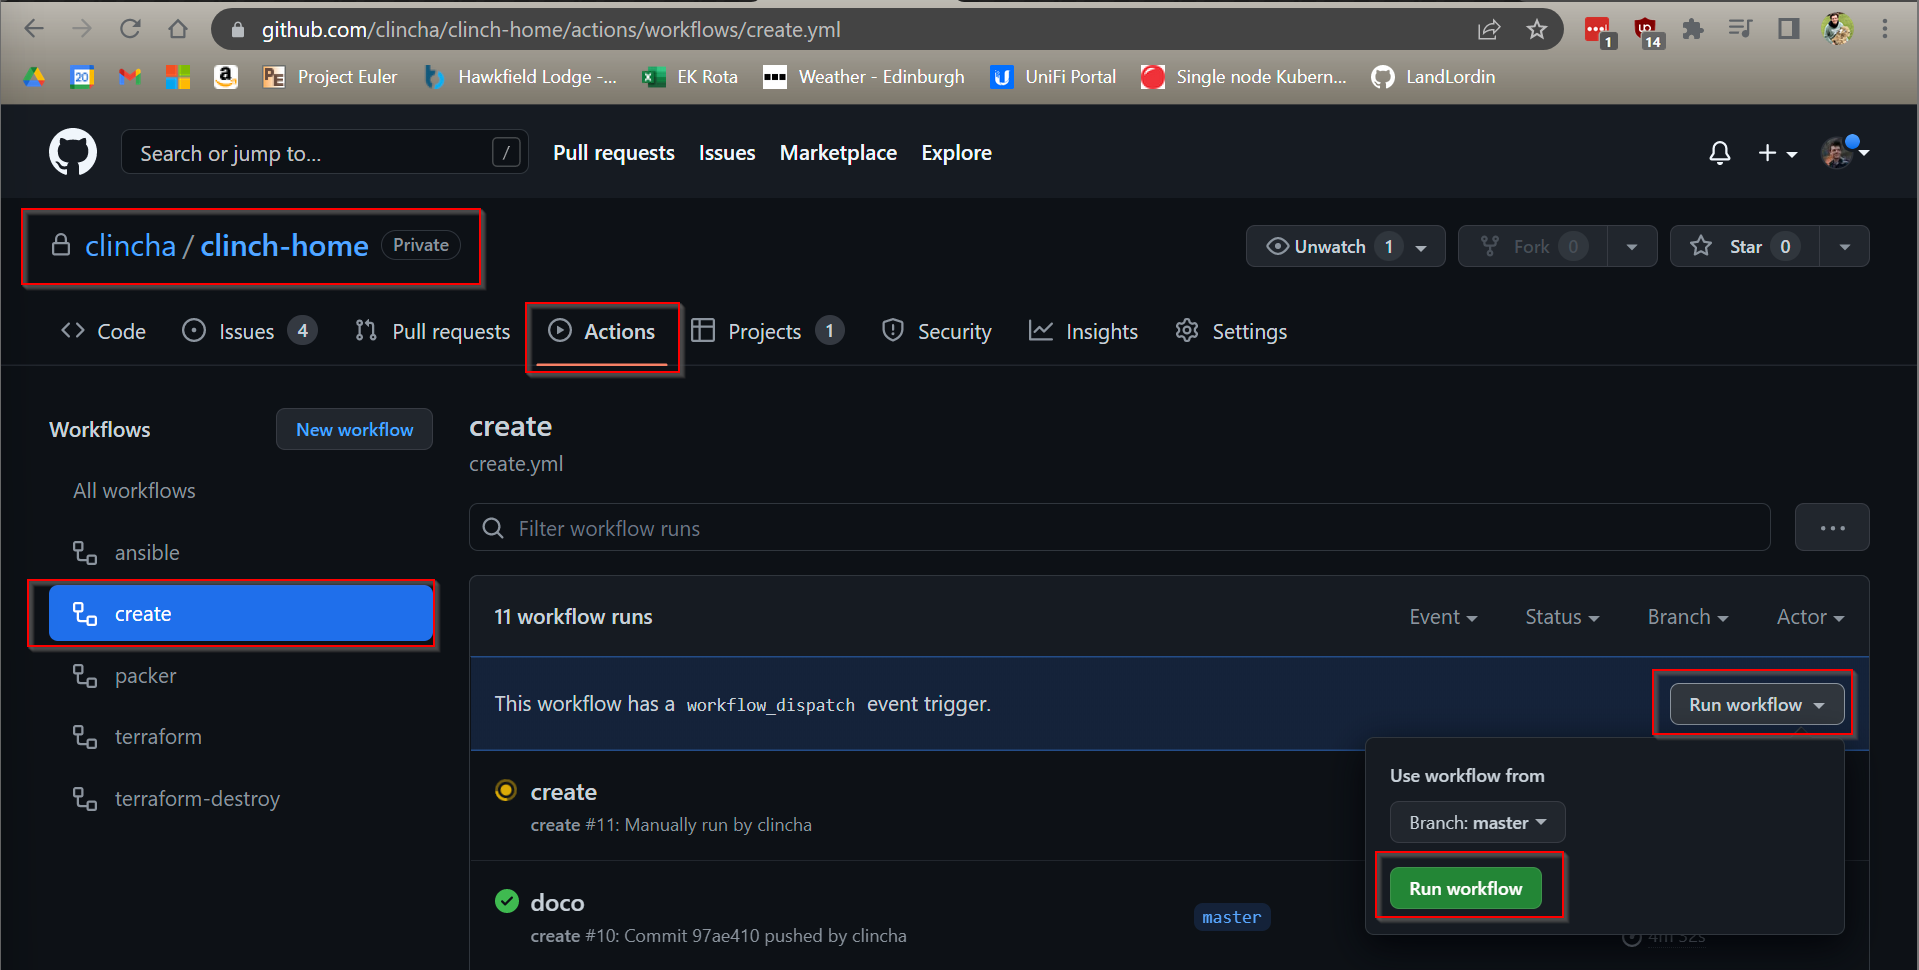 github.com/clincha/clinch-home/actions/workflows/create.yml
1
14
20
PE Project Euler
Hawkfield Lodge -...
EK Rota
Weather - Edinburgh
UniFi Portal
Single node Kubern...
LandLordin
Search or jump to...
/
Pull requests
Issues
Marketplace
Explore
clincha / clinch-home Private
Unwatch 1
Fork 0
Star 0
Code
Issues 4
Pull requests
Actions
Projects 1
Security
Insights
Settings
Workflows
New workflow
All workflows
ansible
create
packer
terraform
terraform-destroy
create
create.yml
Filter workflow runs
11 workflow runs
Event
Status
Branch
Actor
This workflow has a workflow_dispatch event trigger.
Run workflow
Use workflow from
Branch: master
Run workflow
create
create #11: Manually run by clincha
doco
create #10: Commit 97ae410 pushed by clincha
master
4m 32s